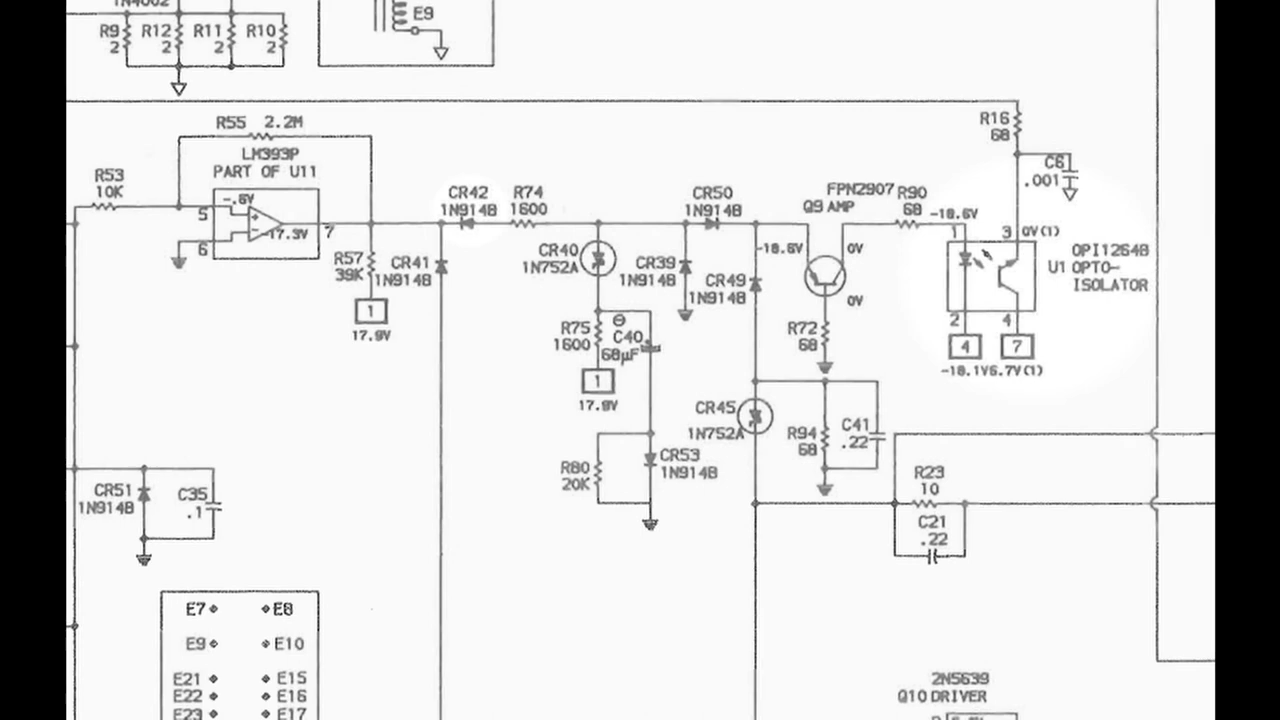 1N4002
E9
R9 R12 R11 R10
2 2 2 2
R16
68
R55 2.2M
LM393P
PART OF U11
C6
.001
R53
10K
-.6V
5
-17.3V
6
7
CR42
1N914B
R74
1600
CR50
1N914B
FPN2907
Q9 AMP
R90
68
-18.6V
1
3
0V(1)
R57
39K
CR41
1N914B
1
17.9V
CR40
1N752A
CR39
1N914B
-18.6V
0V
0V
CR49
1N914B
OPI1264B
U1 OPTO-
ISOLATOR
2
4
4
7
-18.1V 6.7V(1)
R75
1600
⊖
C40
68µF
1
17.9V
R72
68
CR45
1N752A
R94
68
C41
.22
R80
20K
CR53
1N914B
R23
10
C21
.22
CR51
1N914B
C35
.1
E7 E8
E9 E10
E21 E15
E22 E16
E23 E17
2N5639
Q10 DRIVER